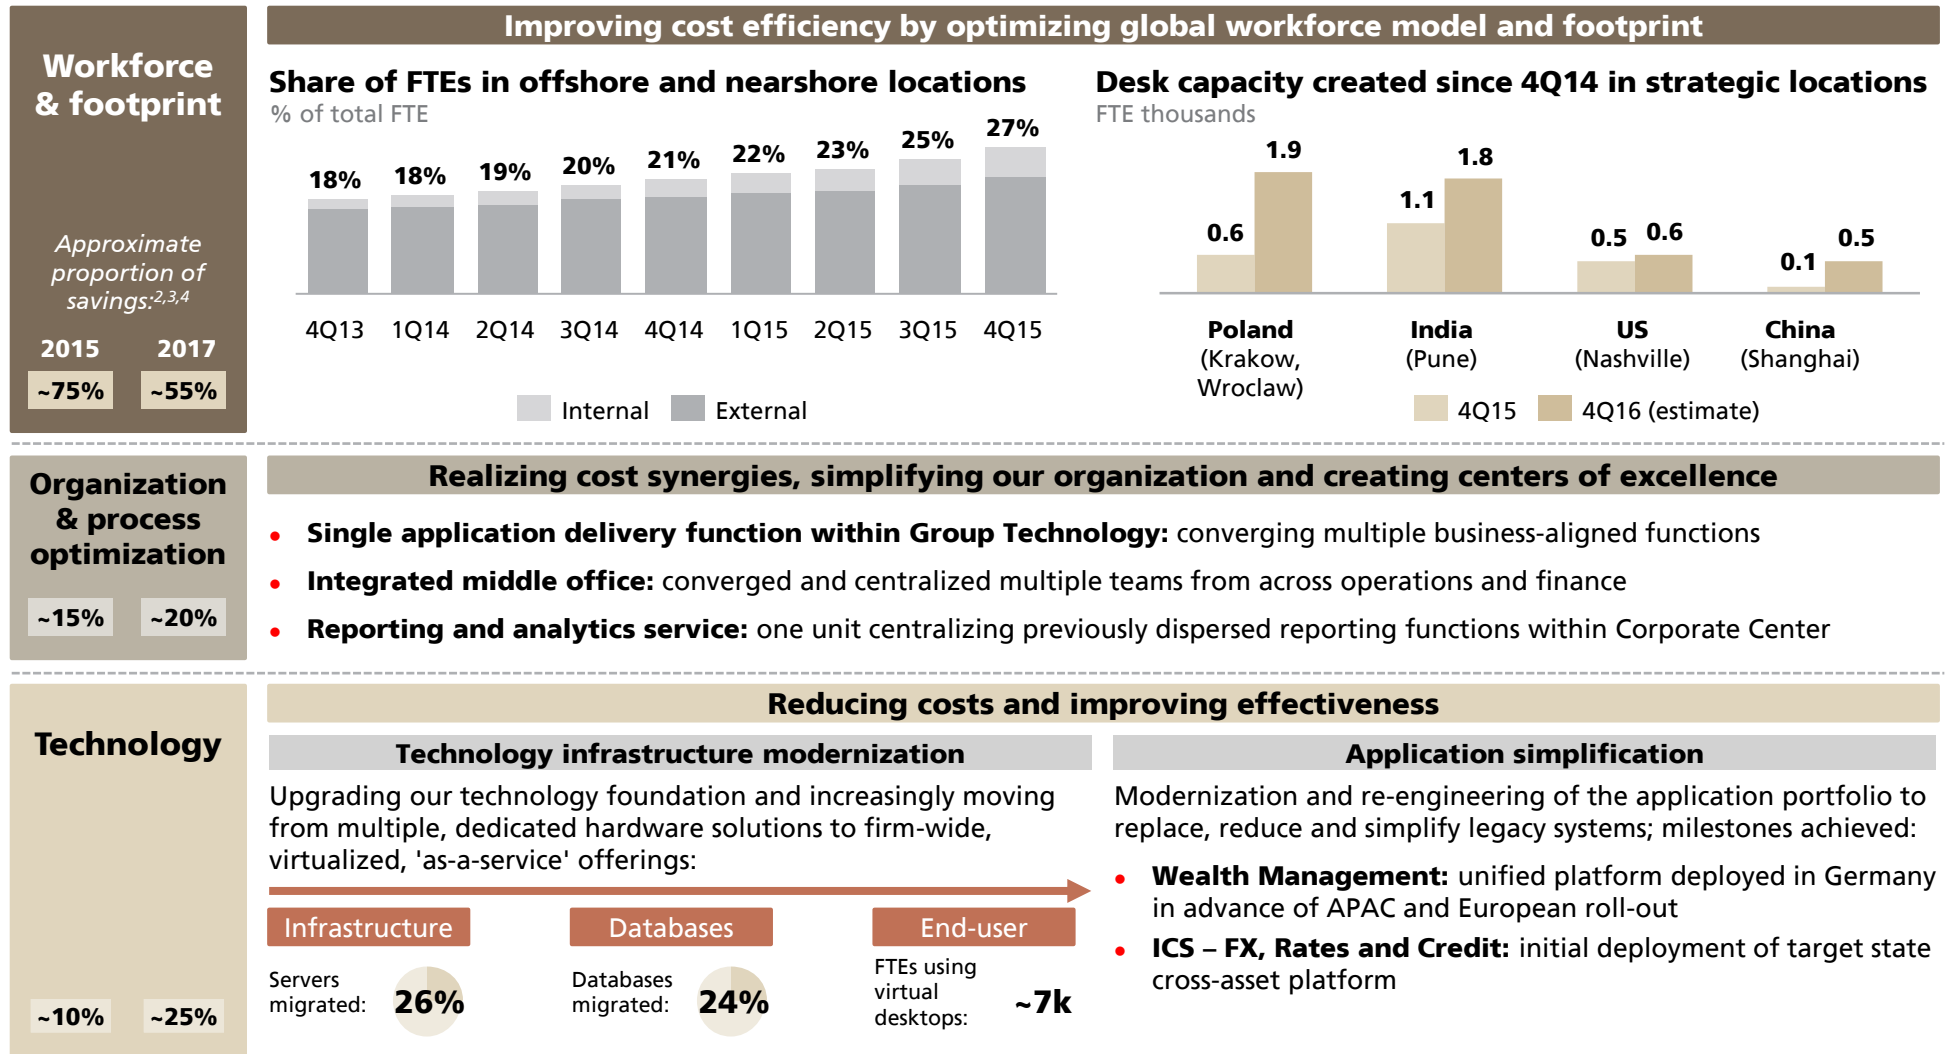 Workforce
& footprint
Approximate
proportion of
savings:2,3,4
2015 2017
~75% ~55%
Improving cost efficiency by optimizing global workforce model and footprint
Share of FTEs in offshore and nearshore locations
% of total FTE
18% 18% 19% 20% 21% 22% 23% 25% 27%
4Q13 1Q14 2Q14 3Q14 4Q14 1Q15 2Q15 3Q15 4Q15
Internal External
Desk capacity created since 4Q14 in strategic locations
FTE thousands
0.6 1.9 1.1 1.8 0.5 0.6 0.1 0.5
Poland
(Krakow,
Wroclaw)
India
(Pune)
US
(Nashville)
China
(Shanghai)
4Q15 4Q16 (estimate)
Organization
& process
optimization
~15% ~20%
Realizing cost synergies, simplifying our organization and creating centers of excellence
• Single application delivery function within Group Technology: converging multiple business-aligned functions
• Integrated middle office: converged and centralized multiple teams from across operations and finance
• Reporting and analytics service: one unit centralizing previously dispersed reporting functions within Corporate Center
Technology
~10% ~25%
Reducing costs and improving effectiveness
Technology infrastructure modernization
Upgrading our technology foundation and increasingly moving
from multiple, dedicated hardware solutions to firm-wide,
virtualized, 'as-a-service' offerings:
Infrastructure
Servers
migrated:
26%
Databases
Databases
migrated:
24%
End-user
FTEs using
virtual
desktops:
~7k
Application simplification
Modernization and re-engineering of the application portfolio to
replace, reduce and simplify legacy systems; milestones achieved:
• Wealth Management: unified platform deployed in Germany
in advance of APAC and European roll-out
• ICS – FX, Rates and Credit: initial deployment of target state
cross-asset platform